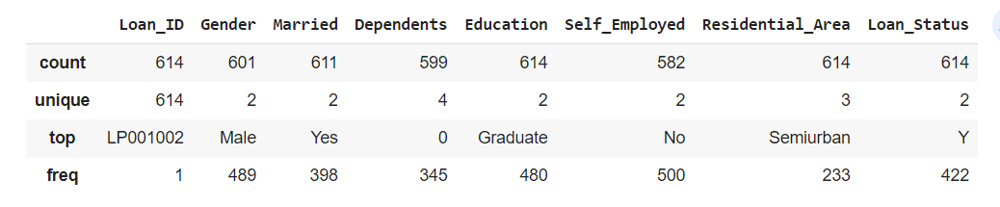 Loan_ID Gender Married Dependents Education Self_Employed Residential_Area Loan_Status
count 614 601 611 599 614 582 614 614
unique 614 2 2 4 2 2 3 2
top LP001002 Male Yes 0 Graduate No Semiurban Y
freq 1 489 398 345 480 500 233 422